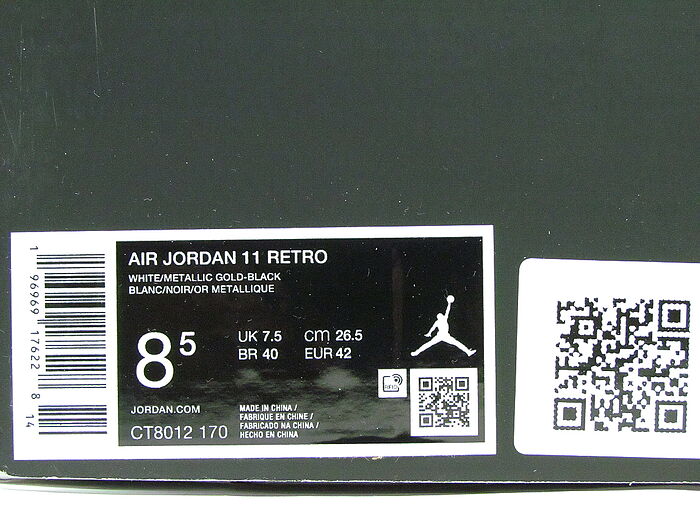 AIR JORDAN 11 RETRO
WHITE/METALLIC GOLD-BLACK
BLANC/NOIR/OR METALLIQUE
8⁵
UK 7.5 cm 26.5
BR 40 EUR 42
RFID
JORDAN.COM
CT8012 170
MADE IN CHINA /
FABRIQUE EN CHINE /
FABRICADO NA CHINA /
HECHO EN CHINA
1 96969 17622 8 14